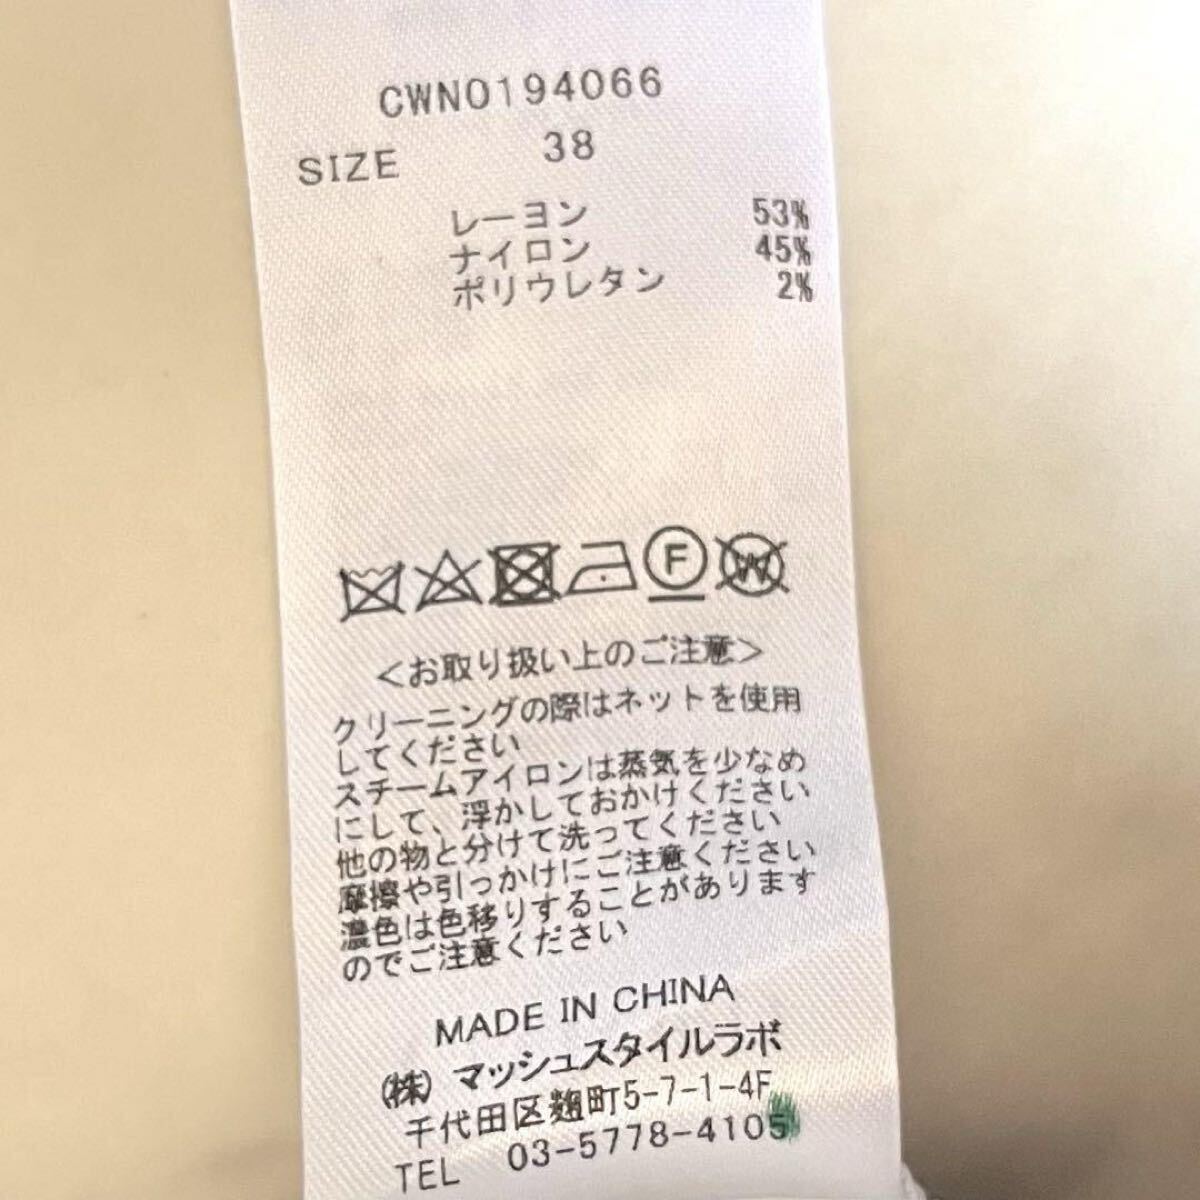 CWNO194066
SIZE 38
レーヨン 53%
ナイロン 45%
ポリウレタン 2%
F W
<お取り扱い上のご注意>
クリーニングの際はネットを使用
してください
スチームアイロンは蒸気を少なめ
にして、浮かしておかけください
他の物と分けて洗ってください
摩擦や引っかけにご注意ください
濃色は色移りすることがあります
のでご注意ください
MADE IN CHINA
(株) マッシュスタイルラボ
千代田区麹町5-7-1-4F
TEL 03-5778-4105